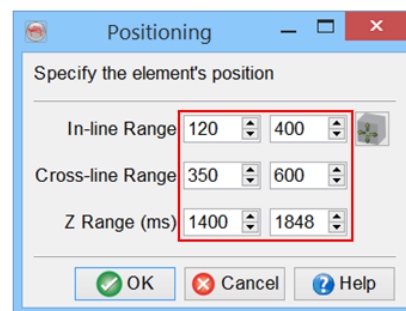 Positioning
Specify the element's position
In-line Range 120 400
Cross-line Range 350 600
Z Range (ms) 1400 1848
OK Cancel Help